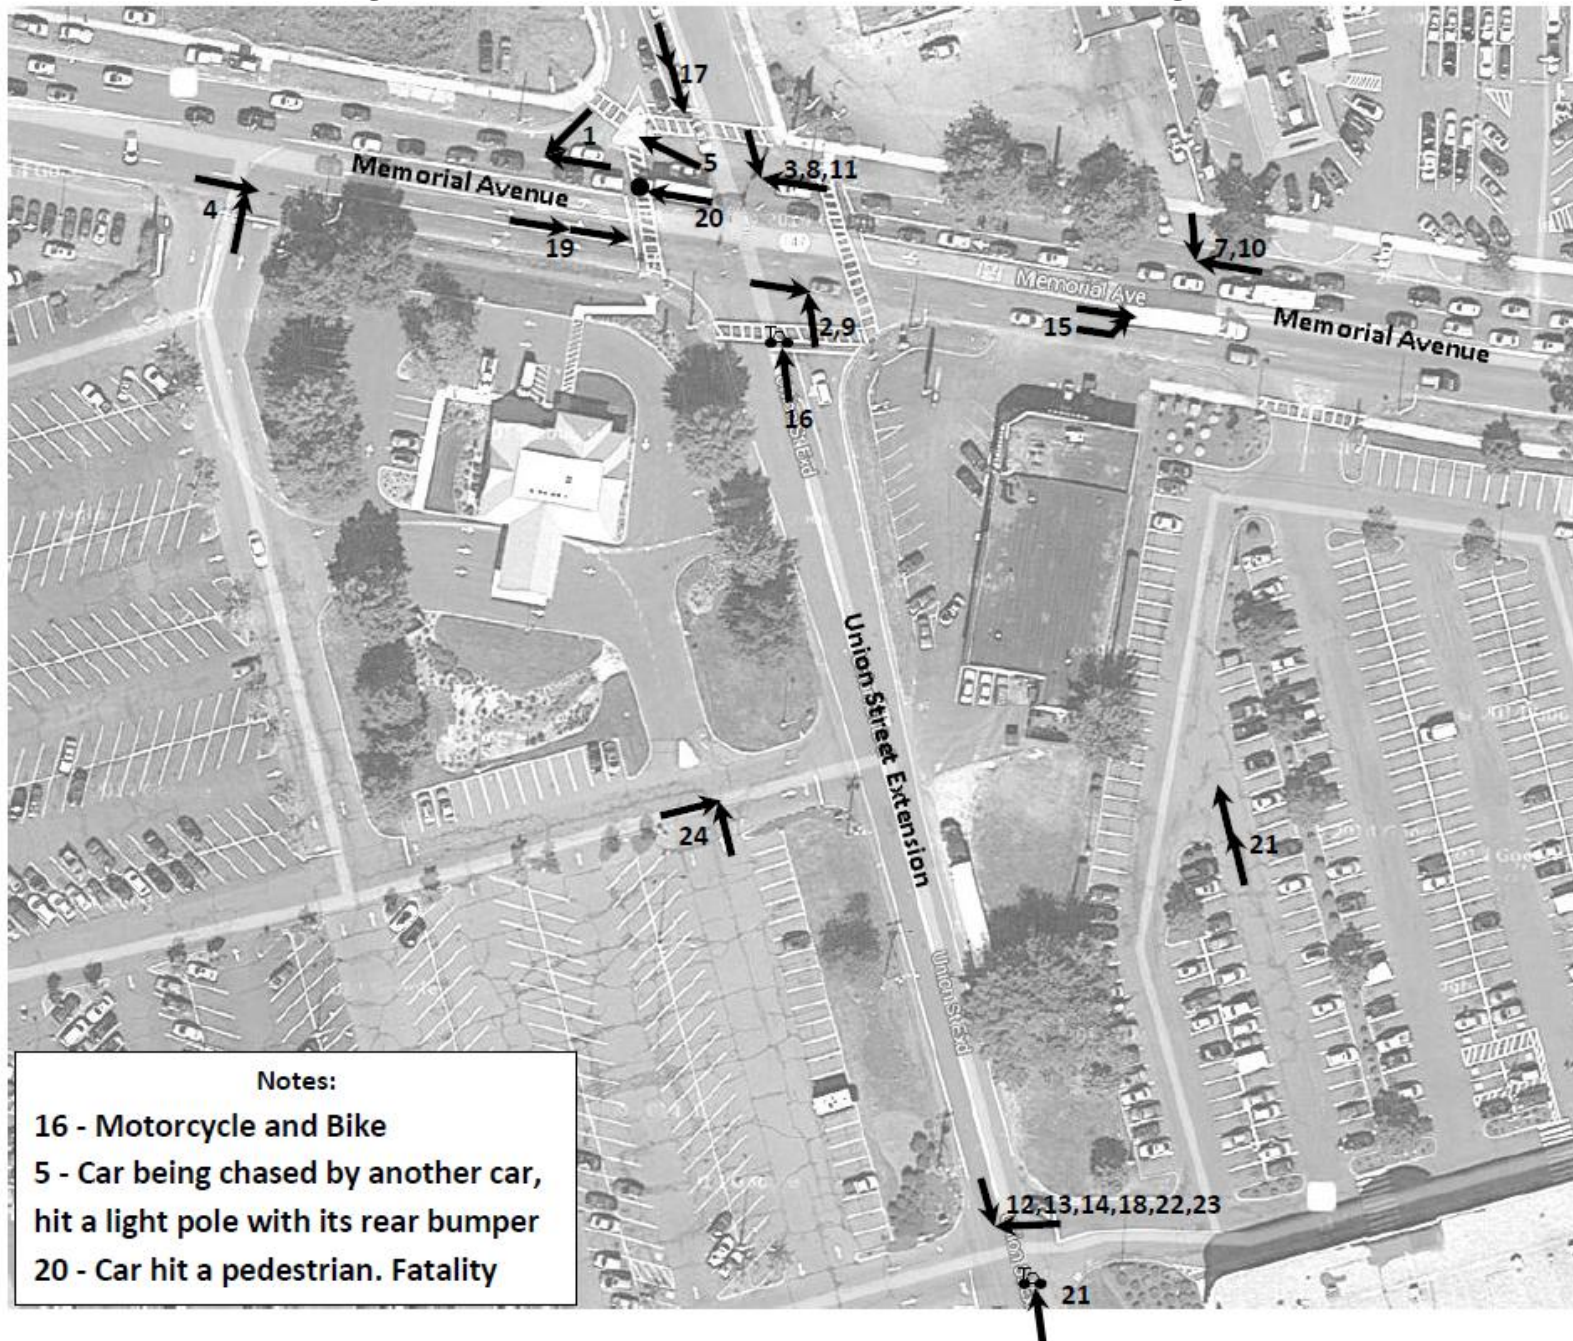 17
1
5
3,8,11
Memorial Avenue
4
20
19
7,10
Memorial Ave
2,9
15
Memorial Avenue
16
Union Street Extension
24
21
Union St Exd
Notes:
16 - Motorcycle and Bike
5 - Car being chased by another car,
hit a light pole with its rear bumper
20 - Car hit a pedestrian. Fatality
12,13,14,18,22,23
21